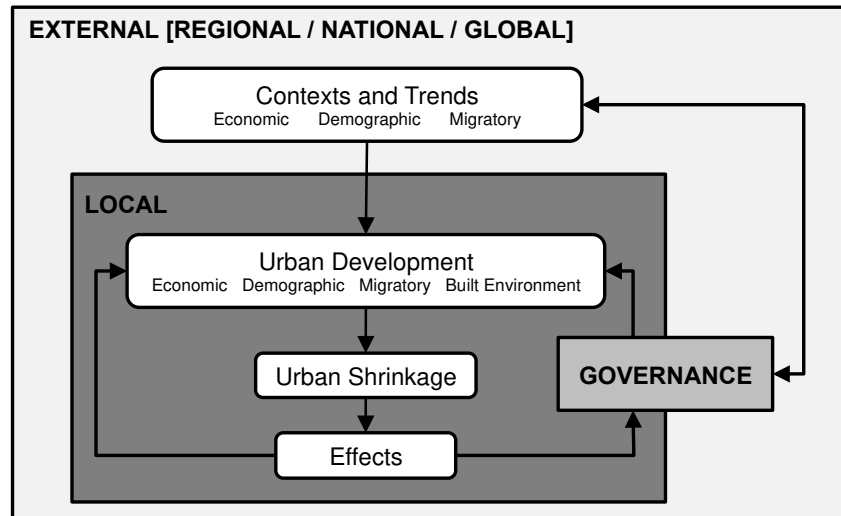 EXTERNAL [REGIONAL / NATIONAL / GLOBAL]
Contexts and Trends
Economic Demographic Migratory
LOCAL
Urban Development
Economic Demographic Migratory Built Environment
Urban Shrinkage
GOVERNANCE
Effects